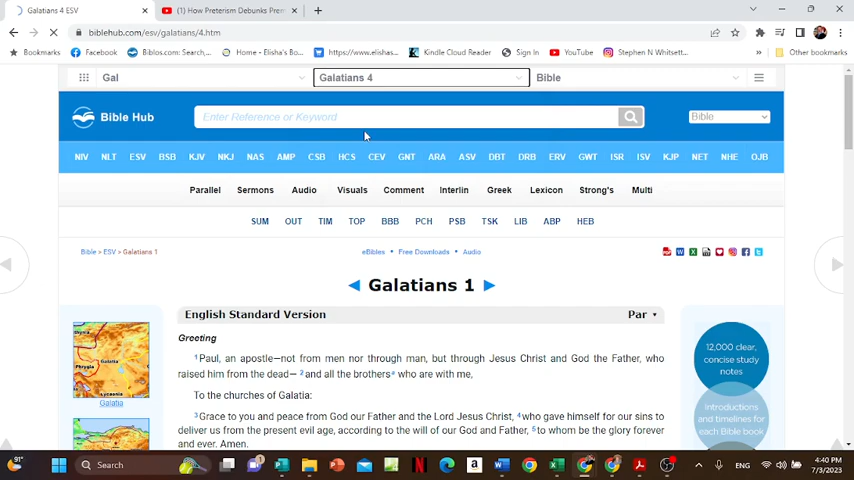 Galatians 4 ESV
(1) How Preterism Debunks Prem
biblehub.com/esv/galatians/4.htm
Bookmarks Facebook Biblos.com: Search,... Home - Elisha's Bo... https://www.elishas... Kindle Cloud Reader Sign In YouTube Stephen N Whitsett... » Other bookmarks
Gal Galatians 4 Bible
Bible Hub Enter Reference or Keyword Bible
NIV NLT ESV BSB KJV NKJ NAS AMP CSB HCS CEV GNT ARA ASV DBT DRB ERV GWT ISR ISV KJP NET NHE OJB
Parallel Sermons Audio Visuals Comment Interlin Greek Lexicon Strong's Multi
SUM OUT TIM TOP BBB PCH PSB TSK LIB ABP HEB
Bible > ESV > Galatians 1
eBibles • Free Downloads • Audio
◄ Galatians 1 ►
English Standard Version Par ▾
Greeting
1Paul, an apostle—not from men nor through man, but through Jesus Christ and God the Father, who
raised him from the dead— 2 and all the brothersa who are with me,
To the churches of Galatia:
3Grace to you and peace from God our Father and the Lord Jesus Christ, 4who gave himself for our sins to
deliver us from the present evil age, according to the will of our God and Father, 5to whom be the glory forever
and ever. Amen.
Galatia
Phrygia
Lycaonia
Galatia
12,000 clear,
concise study
notes
Introductions
and timelines for
each Bible book
91°
Search
ENG
4:40 PM
7/3/2023